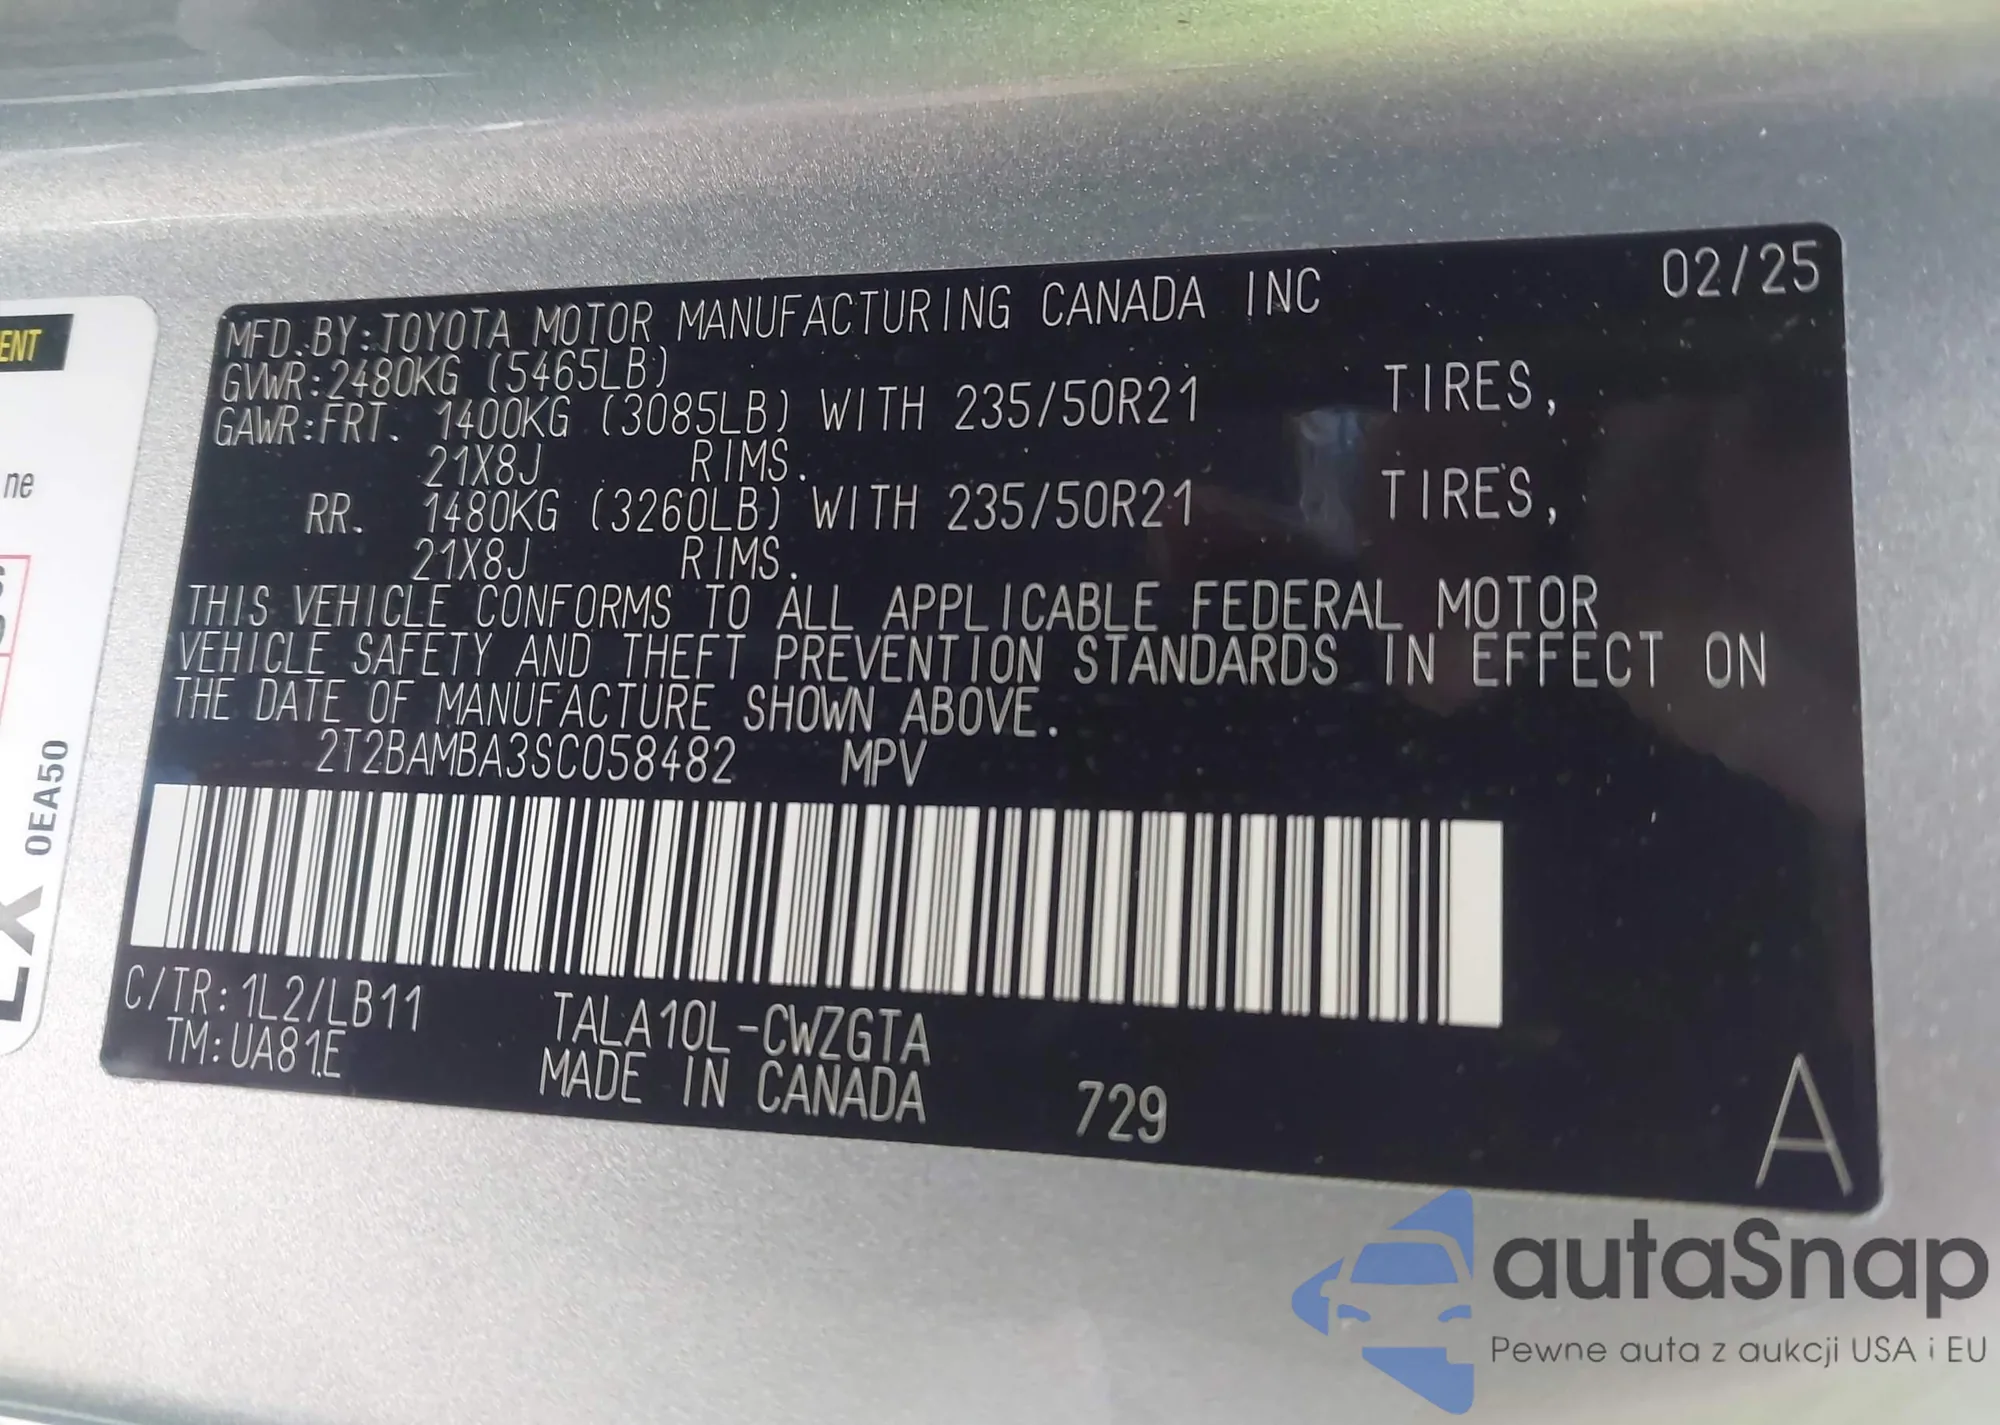 MFD.BY:TOYOTA MOTOR MANUFACTURING CANADA INC 02/25
GVWR:2480KG (5465LB)
GAWR:FRT. 1400KG (3085LB) WITH 235/50R21 TIRES,
21X8J RIMS.
RR. 1480KG (3260LB) WITH 235/50R21 TIRES,
21X8J RIMS.
THIS VEHICLE CONFORMS TO ALL APPLICABLE FEDERAL MOTOR
VEHICLE SAFETY AND THEFT PREVENTION STANDARDS IN EFFECT ON
THE DATE OF MANUFACTURE SHOWN ABOVE.
2T2BAMBA3SC058482 MPV
C/TR:1L2/LB11 TALA10L-CWZGTA
TM:UA81E MADE IN CANADA 729
A
ENT
ne
0EA50
autaSnap
Pewne auta z aukcji USA i EU